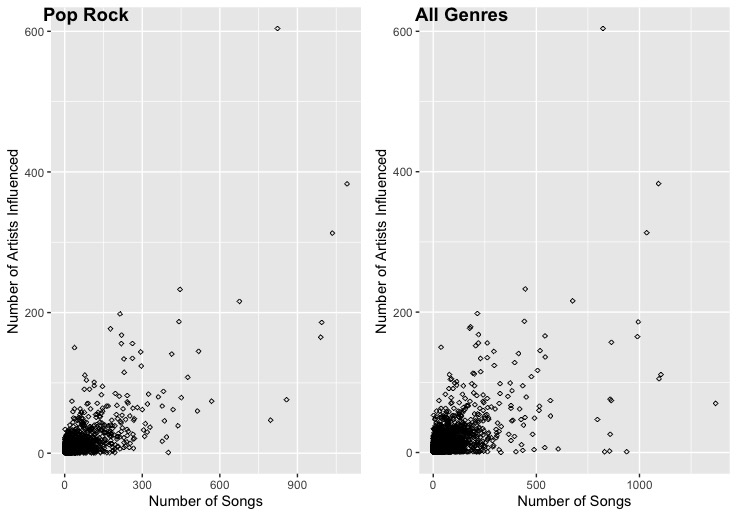 Pop Rock
600
400
200
0
Number of Artists Influenced
0
300
600
900
Number of Songs
All Genres
600
400
200
0
Number of Artists Influenced
0
500
1000
Number of Songs